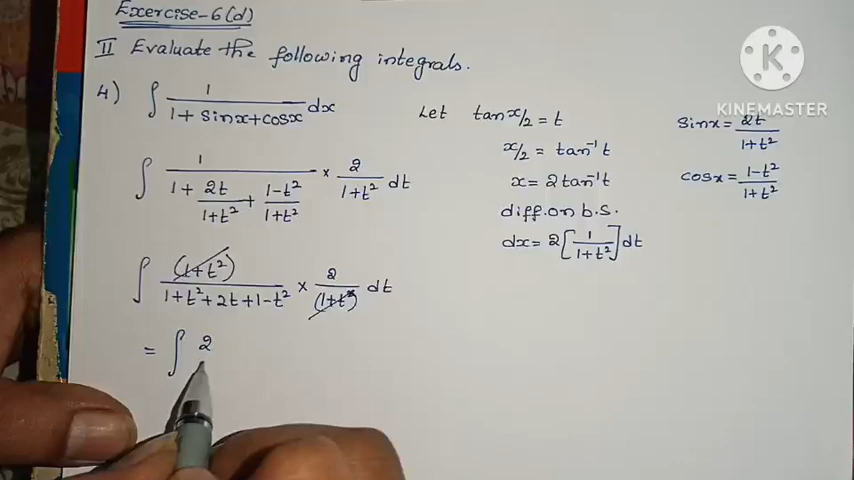 Exercise-6(d)
II Evaluate the following integrals.
4) ∫ 1/(1+sinx+cosx) dx
∫ 1/(1 + 2t/(1+t²) + (1-t²)/(1+t²)) × 2/(1+t²) dt
∫ (1+t²)/(1+t²+2t+1-t²) × 2/(1+t²) dt
= ∫ 2
Let tan x/2 = t
x/2 = tan⁻¹t
x = 2tan⁻¹t
diff.on b.s.
dx = 2[1/(1+t²)]dt
K
KINEMASTER
sinx = 2t/(1+t²)
cosx = (1-t²)/(1+t²)